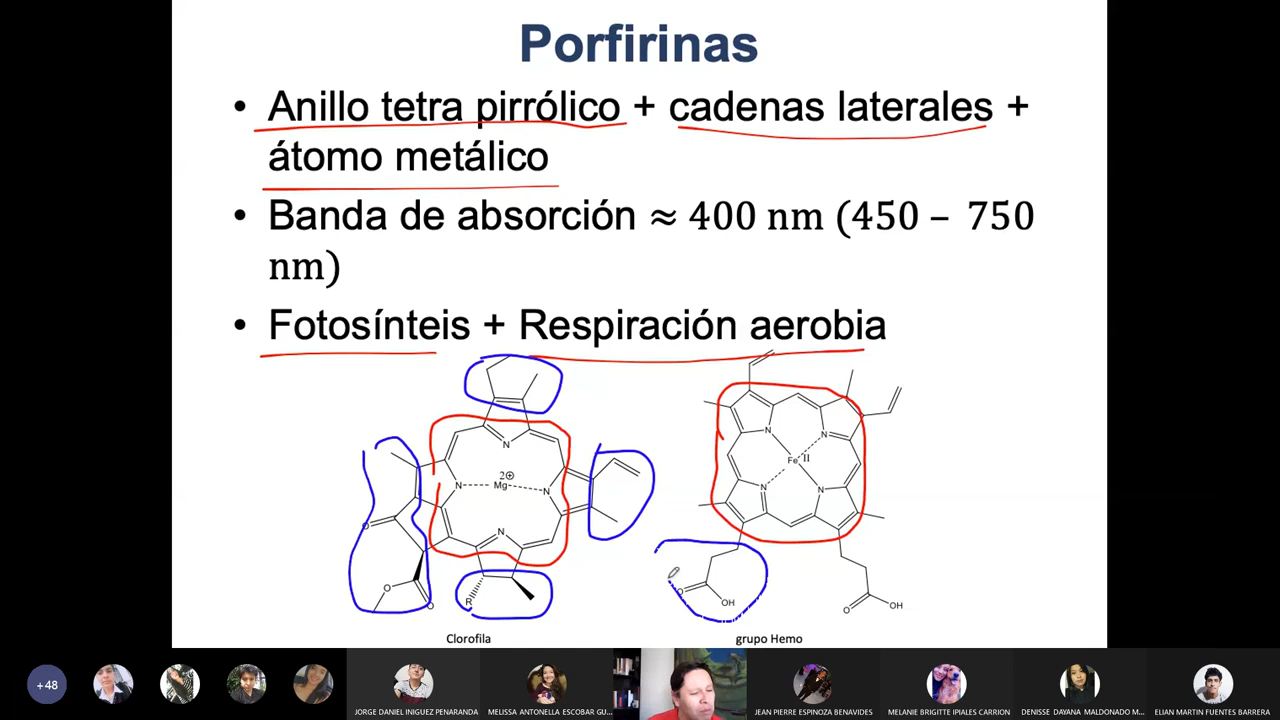 Porfirinas
• Anillo tetra pirrólico + cadenas laterales +
átomo metálico
• Banda de absorción ≈ 400 nm (450 – 750
nm)
• Fotosínteis + Respiración aerobia
N
2⊕
N Mg N
N
O
O
O
R
N
N
Fe II
N
N
O
OH
O
OH
Clorofila
grupo Hemo
+48
JORGE DANIEL INIGUEZ PENARANDA
MELISSA ANTONELLA ESCOBAR GU...
JEAN PIERRE ESPINOZA BENAVIDES
MELANIE BRIGITTE IPIALES CARRION
DENISSE DAYANA MALDONADO M...
ELIAN MARTIN FUENTES BARRERA